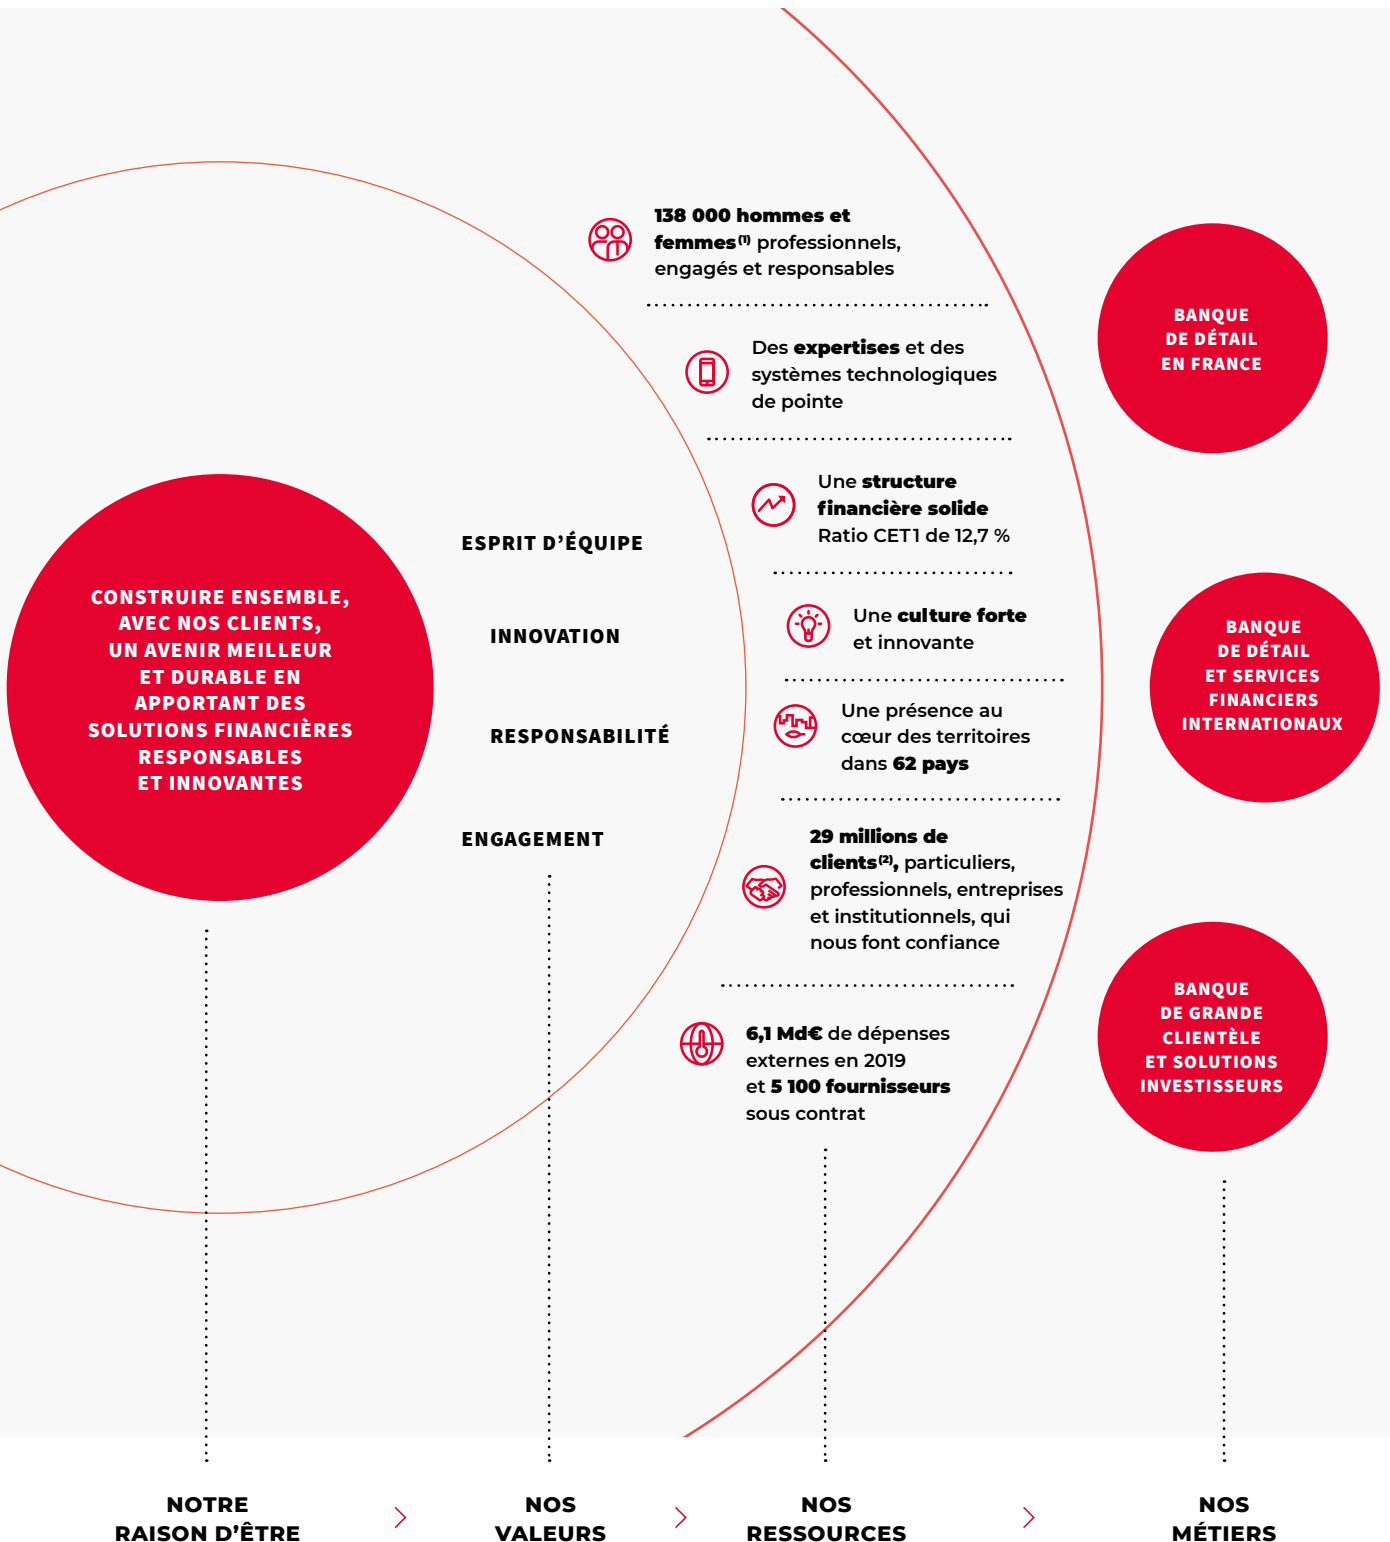 CONSTRUIRE ENSEMBLE,
AVEC NOS CLIENTS,
UN AVENIR MEILLEUR
ET DURABLE EN
APPORTANT DES
SOLUTIONS FINANCIÈRES
RESPONSABLES
ET INNOVANTES
ESPRIT D’ÉQUIPE
INNOVATION
RESPONSABILITÉ
ENGAGEMENT
138 000 hommes et
femmes(1) professionnels,
engagés et responsables
Des expertises et des
systèmes technologiques
de pointe
Une structure
financière solide
Ratio CET1 de 12,7 %
Une culture forte
et innovante
Une présence au
cœur des territoires
dans 62 pays
29 millions de
clients(2), particuliers,
professionnels, entreprises
et institutionnels, qui
nous font confiance
6,1 Md€ de dépenses
externes en 2019
et 5 100 fournisseurs
sous contrat
BANQUE
DE DÉTAIL
EN FRANCE
BANQUE
DE DÉTAIL
ET SERVICES
FINANCIERS
INTERNATIONAUX
BANQUE
DE GRANDE
CLIENTÈLE
ET SOLUTIONS
INVESTISSEURS
NOTRE
RAISON D’ÊTRE
NOS
VALEURS
NOS
RESSOURCES
NOS
MÉTIERS